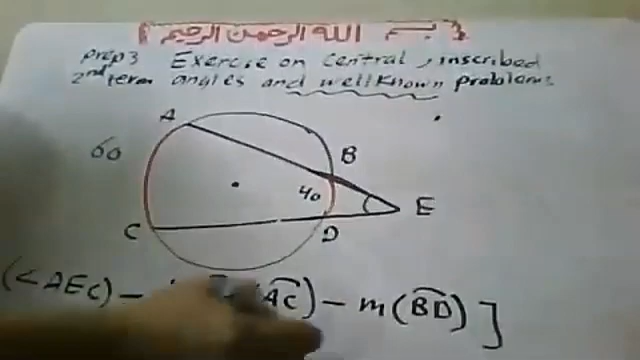 بسم الله الرحمن الرحيم
prep3 Exercise on central, inscribed
2nd term angles and wellknown problems
A
60
B
40
E
C
D
(<AEC) = (AC) - m(BD)]